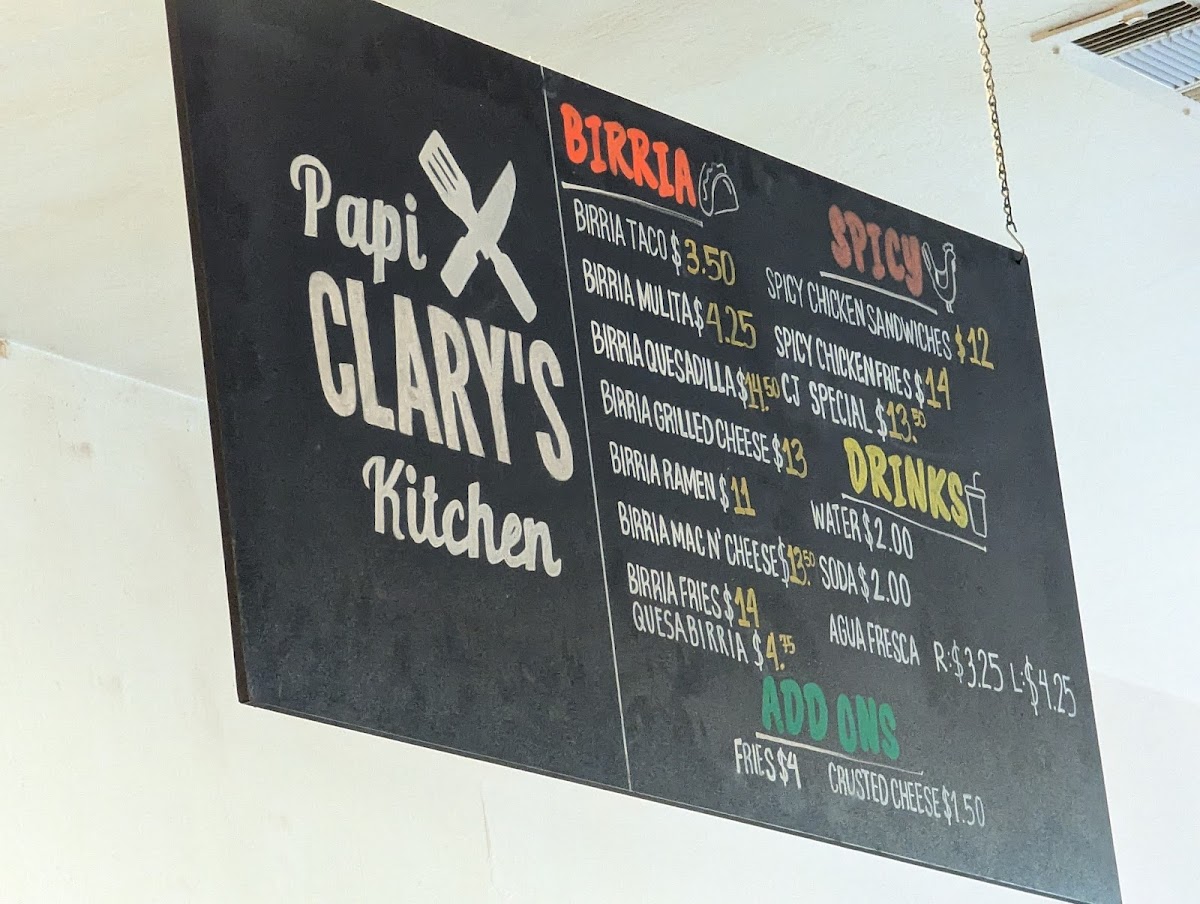 Papi
CLARY'S
Kitchen
BIRRIA
BIRRIA TACO $3.50
BIRRIA MULITA $4.25
BIRRIA QUESADILLA $14.50
BIRRIA GRILLED CHEESE $13
BIRRIA RAMEN $11
BIRRIA MAC N' CHEESE $13.50
BIRRIA FRIES $14
QUESABIRRIA $4.75
SPICY
SPICY CHICKEN SANDWICHES $12
SPICY CHICKEN FRIES $14
CJ SPECIAL $13.50
DRINKS
WATER $2.00
SODA $2.00
AGUA FRESCA R:$3.25 L:$4.25
ADD ONS
FRIES $4 CRUSTED CHEESE $1.50